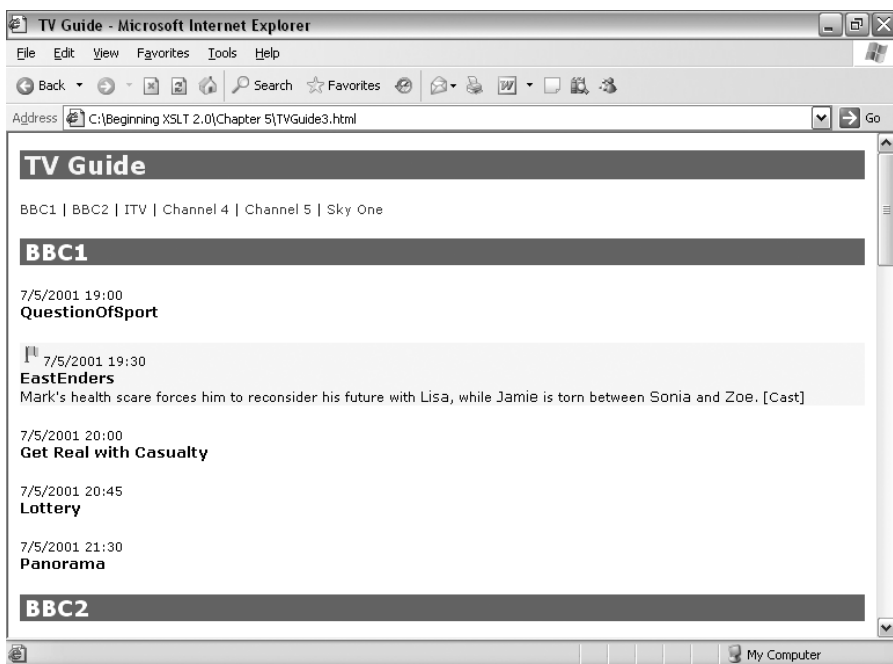 TV Guide - Microsoft Internet Explorer
File Edit View Favorites Tools Help
Back Search Favorites W
Address C:\Beginning XSLT 2.0\Chapter 5\TVGuide3.html Go
TV Guide
BBC1 | BBC2 | ITV | Channel 4 | Channel 5 | Sky One
BBC1
7/5/2001 19:00
QuestionOfSport
7/5/2001 19:30
EastEnders
Mark's health scare forces him to reconsider his future with Lisa, while Jamie is torn between Sonia and Zoe. [Cast]
7/5/2001 20:00
Get Real with Casualty
7/5/2001 20:45
Lottery
7/5/2001 21:30
Panorama
BBC2
My Computer